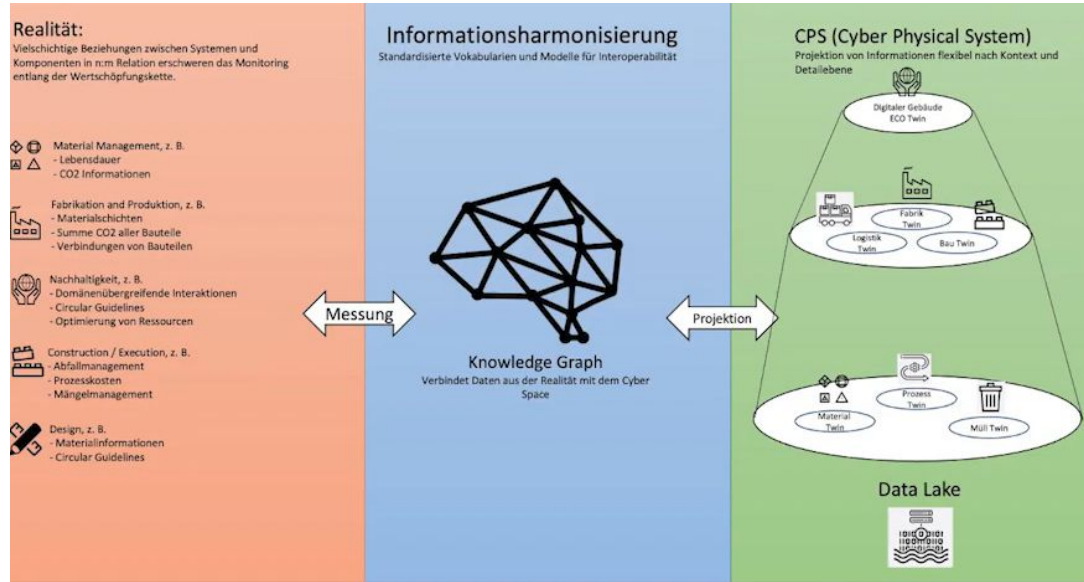 Realität:
Vielschichtige Beziehungen zwischen Systemen und
Komponenten in n:m Relation erschweren das Monitoring
entlang der Wertschöpfungskette.
Material Management, z. B.
- Lebensdauer
- CO2 Informationen
Fabrikation and Produktion, z. B.
- Materialschichten
- Summe CO2 aller Bauteile
- Verbindungen von Bauteilen
Nachhaltigkeit, z. B.
- Domänenübergreifende Interaktionen
- Circular Guidelines
- Optimierung von Ressourcen
Construction / Execution, z. B.
- Abfallmanagement
- Prozesskosten
- Mängelmanagement
Design, z. B.
- Materialinformationen
- Circular Guidelines
Messung
Informationsharmonisierung
Standardisierte Vokabularien und Modelle für Interoperabilität
Knowledge Graph
Verbindet Daten aus der Realität mit dem Cyber
Space
Projektion
CPS (Cyber Physical System)
Projektion von Informationen flexibel nach Kontext und
Detailebene
Digitaler Gebäude
ECO Twin
Fabrik
Twin
Logistik
Twin
Bau Twin
Prozess
Twin
Material
Twin
Müll Twin
Data Lake